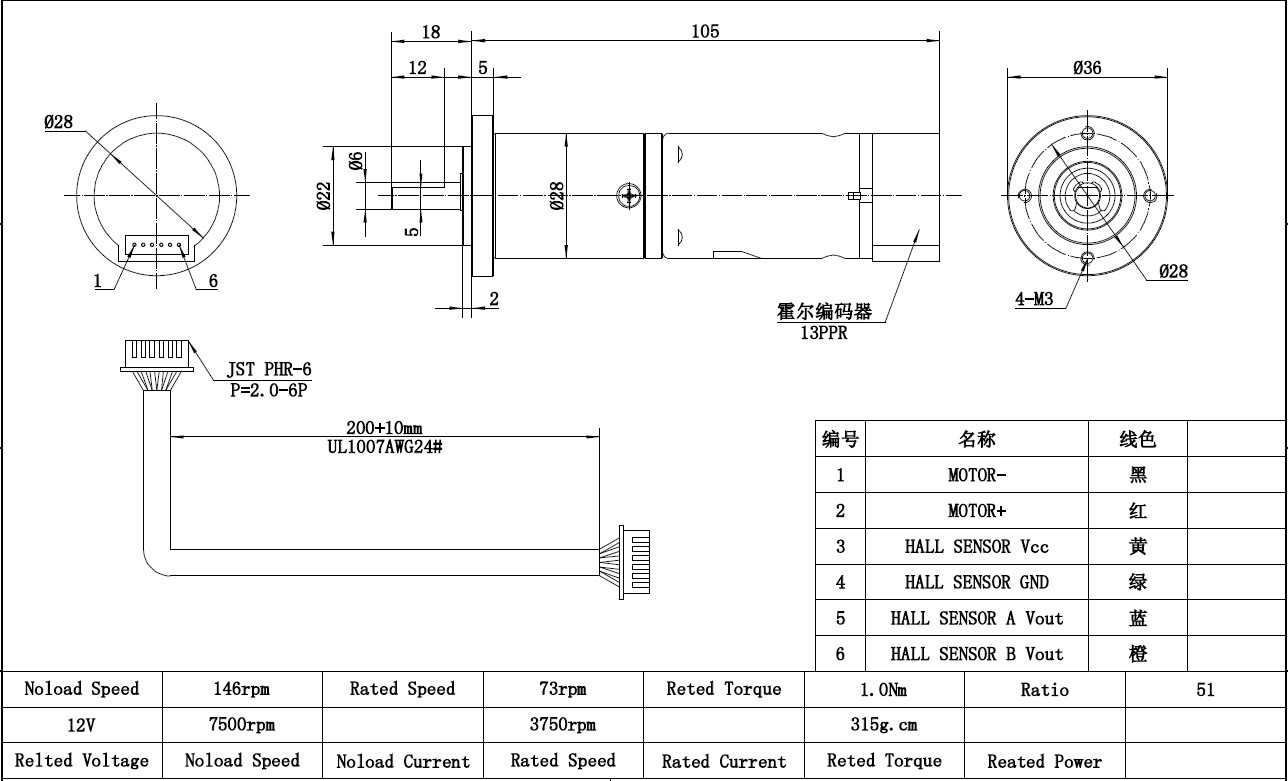 18
105
12
5
Ø36
Ø28
Ø6
Ø22
Ø28
5
1
6
2
Ø28
4-M3
霍尔编码器
13PPR
JST PHR-6
P=2.0-6P
200+10mm
UL1007AWG24#
编号 名称 线色
1 MOTOR- 黑
2 MOTOR+ 红
3 HALL SENSOR Vcc 黄
4 HALL SENSOR GND 绿
5 HALL SENSOR A Vout 蓝
6 HALL SENSOR B Vout 橙
Noload Speed 146rpm Rated Speed 73rpm Reted Torque 1.0Nm Ratio 51
12V 7500rpm 3750rpm 315g.cm
Relted Voltage Noload Speed Noload Current Rated Speed Rated Current Reted Torque Reated Power